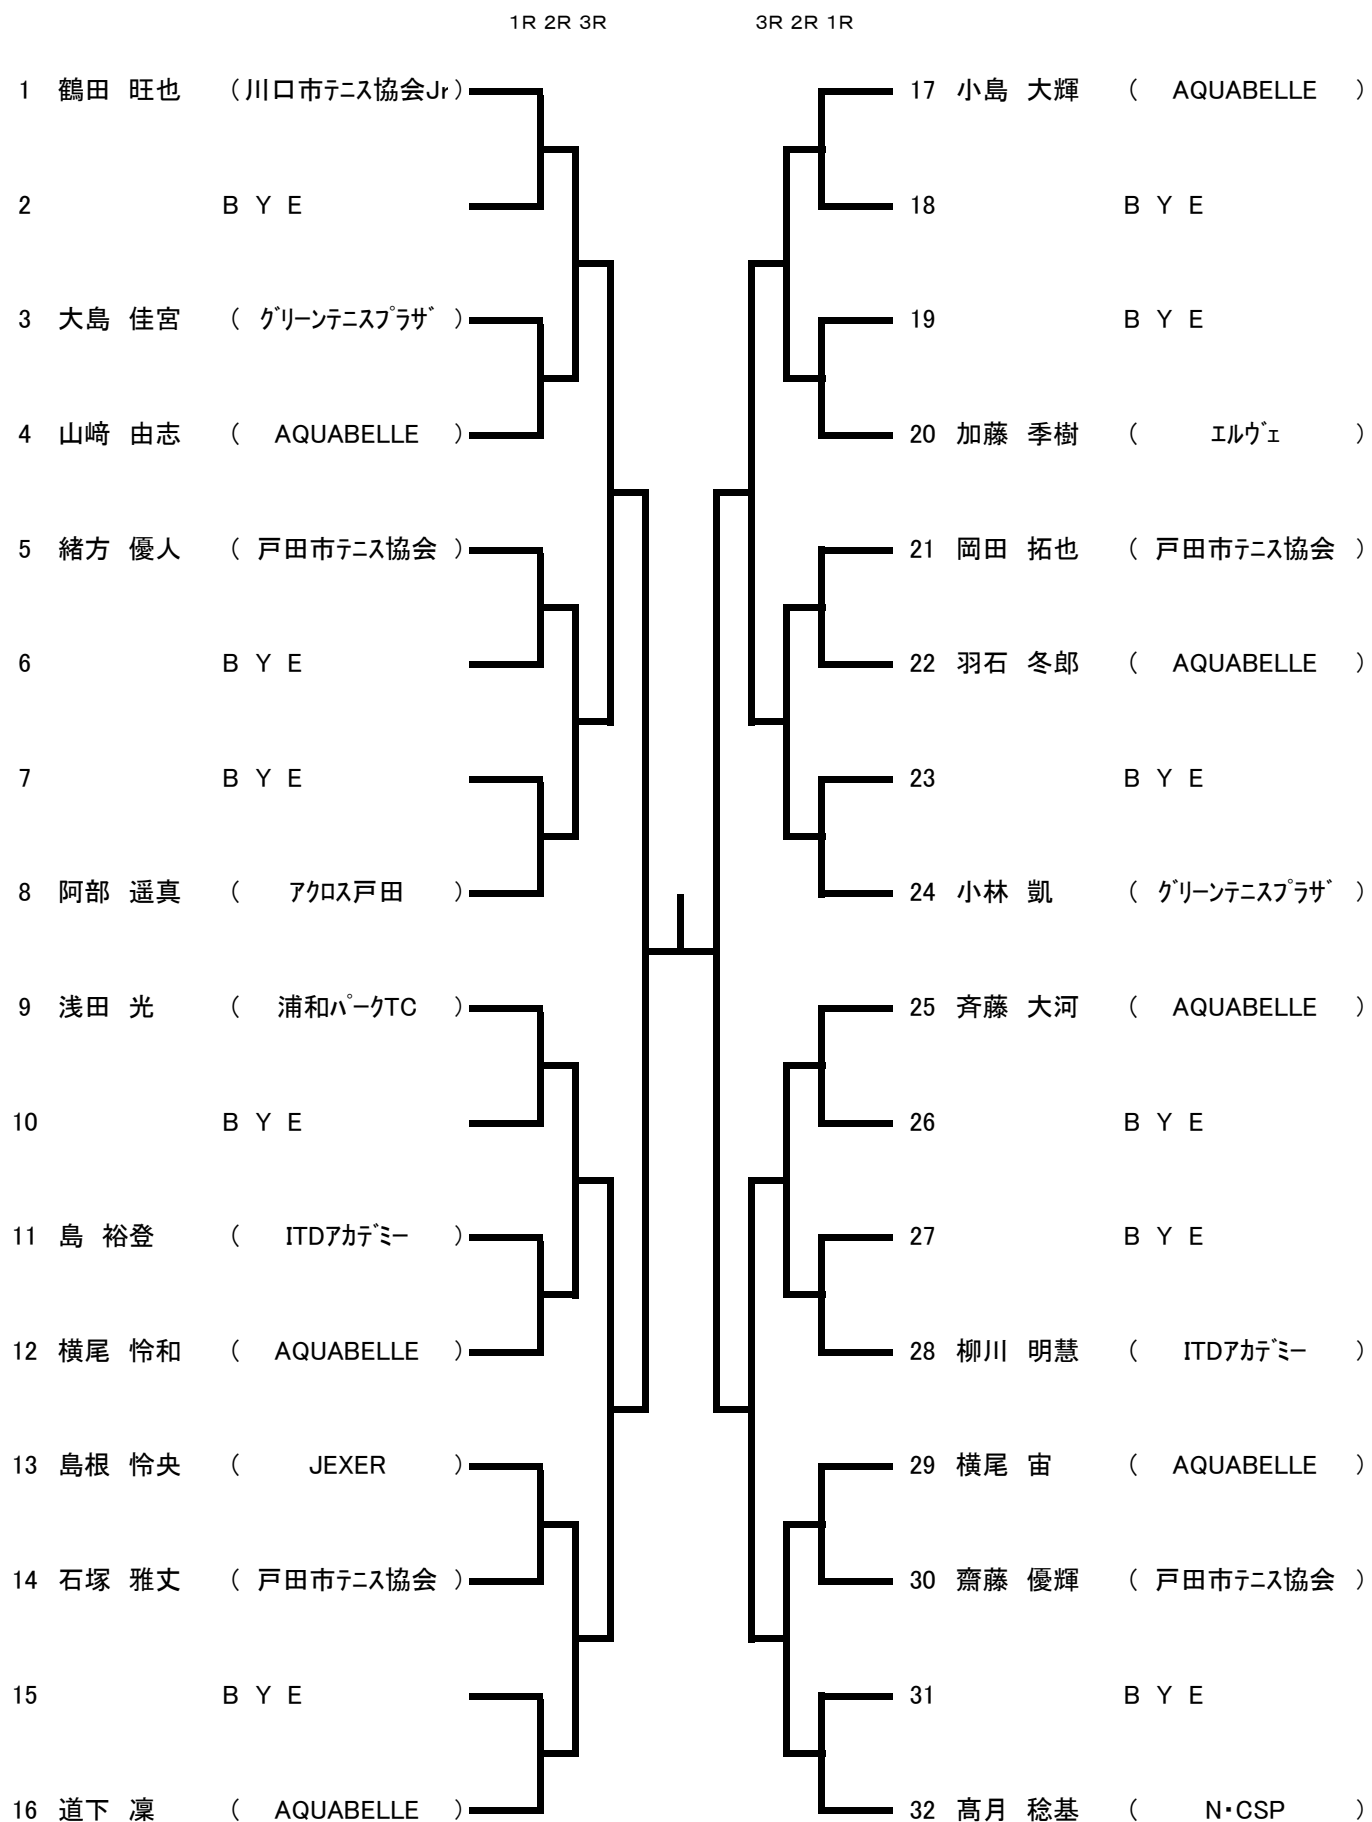 1R 2R 3R 3R 2R 1R
1 鶴田 旺也 (川口市ﾃﾆｽ協会Jr) 17 小島 大輝 ( AQUABELLE )
2 B Y E 18 B Y E
3 大島 佳宮 ( ｸﾞﾘｰﾝﾃﾆｽﾌﾟﾗｻﾞ ) 19 B Y E
4 山﨑 由志 ( AQUABELLE ) 20 加藤 季樹 ( ｴﾙｳﾞｪ )
5 緒方 優人 ( 戸田市ﾃﾆｽ協会 ) 21 岡田 拓也 ( 戸田市ﾃﾆｽ協会 )
6 B Y E 22 羽石 冬郎 ( AQUABELLE )
7 B Y E 23 B Y E
8 阿部 遥真 ( ｱｸﾛｽ戸田 ) 24 小林 凱 ( ｸﾞﾘｰﾝﾃﾆｽﾌﾟﾗｻﾞ )
9 浅田 光 ( 浦和ﾊﾟｰｸTC ) 25 斉藤 大河 ( AQUABELLE )
10 B Y E 26 B Y E
11 島 裕登 ( ITDｱｶﾃﾞﾐｰ ) 27 B Y E
12 横尾 怜和 ( AQUABELLE ) 28 柳川 明慧 ( ITDｱｶﾃﾞﾐｰ )
13 島根 怜央 ( JEXER ) 29 横尾 宙 ( AQUABELLE )
14 石塚 雅丈 ( 戸田市ﾃﾆｽ協会 ) 30 齋藤 優輝 ( 戸田市ﾃﾆｽ協会 )
15 B Y E 31 B Y E
16 道下 凜 ( AQUABELLE ) 32 髙月 稔基 ( N・CSP )